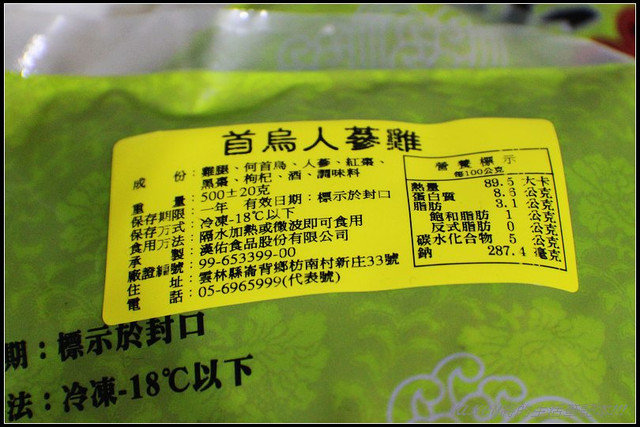 首烏人蔘雞
成份：雞腿、何首烏、人蔘、紅棗、
黑棗、枸杞、酒、調味料
重量：500±20克
保存期限：一年 有效日期：標示於封口
保存方式：冷凍-18℃以下
食用方法：隔水加熱或微波即可食用
承製：漢佑食品股份有限公司
廠證編號：99-653399-00
住址：雲林縣崙背鄉枋南村新庄33號
電話：05-6965999(代表號)
營養標示
每100公克
熱量 89.5 大卡
蛋白質 8.6 公克
脂肪 3.1 公克
飽和脂肪 1 公克
反式脂肪 0 公克
碳水化合物 5 公克
鈉 287.4 毫克
期：標示於封口
法：冷凍-18℃以下